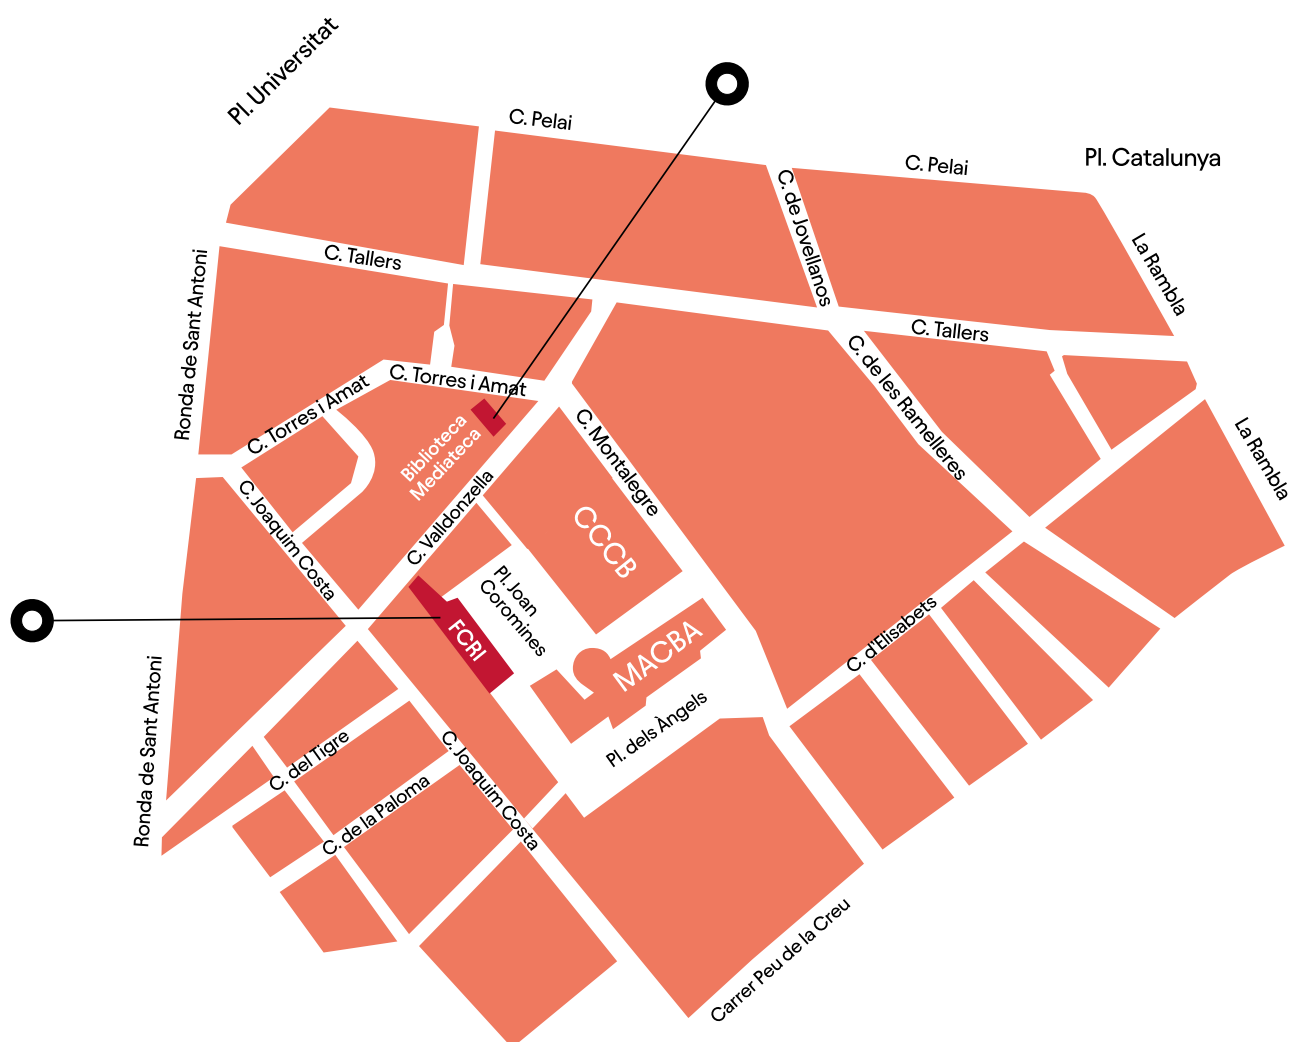 Pl. Universitat
C. Pelai
Pl. Catalunya
C. Pelai
C. de Jovellanos
La Rambla
C. Tallers
Ronda de Sant Antoni
C. Tallers
C. de les Ramelleres
C. Torres i Amat
C. Torres i Amat
Biblioteca
Mediateca
C. Montalegre
La Rambla
C. Joaquim Costa
C. Valldonzella
CCCB
Pl. Joan
Coromines
FCRI
MACBA
C. d'Elisabets
Ronda de Sant Antoni
Pl. dels Àngels
C. del Tigre
C. Joaquim Costa
C. de la Paloma
Carrer Peu de la Creu